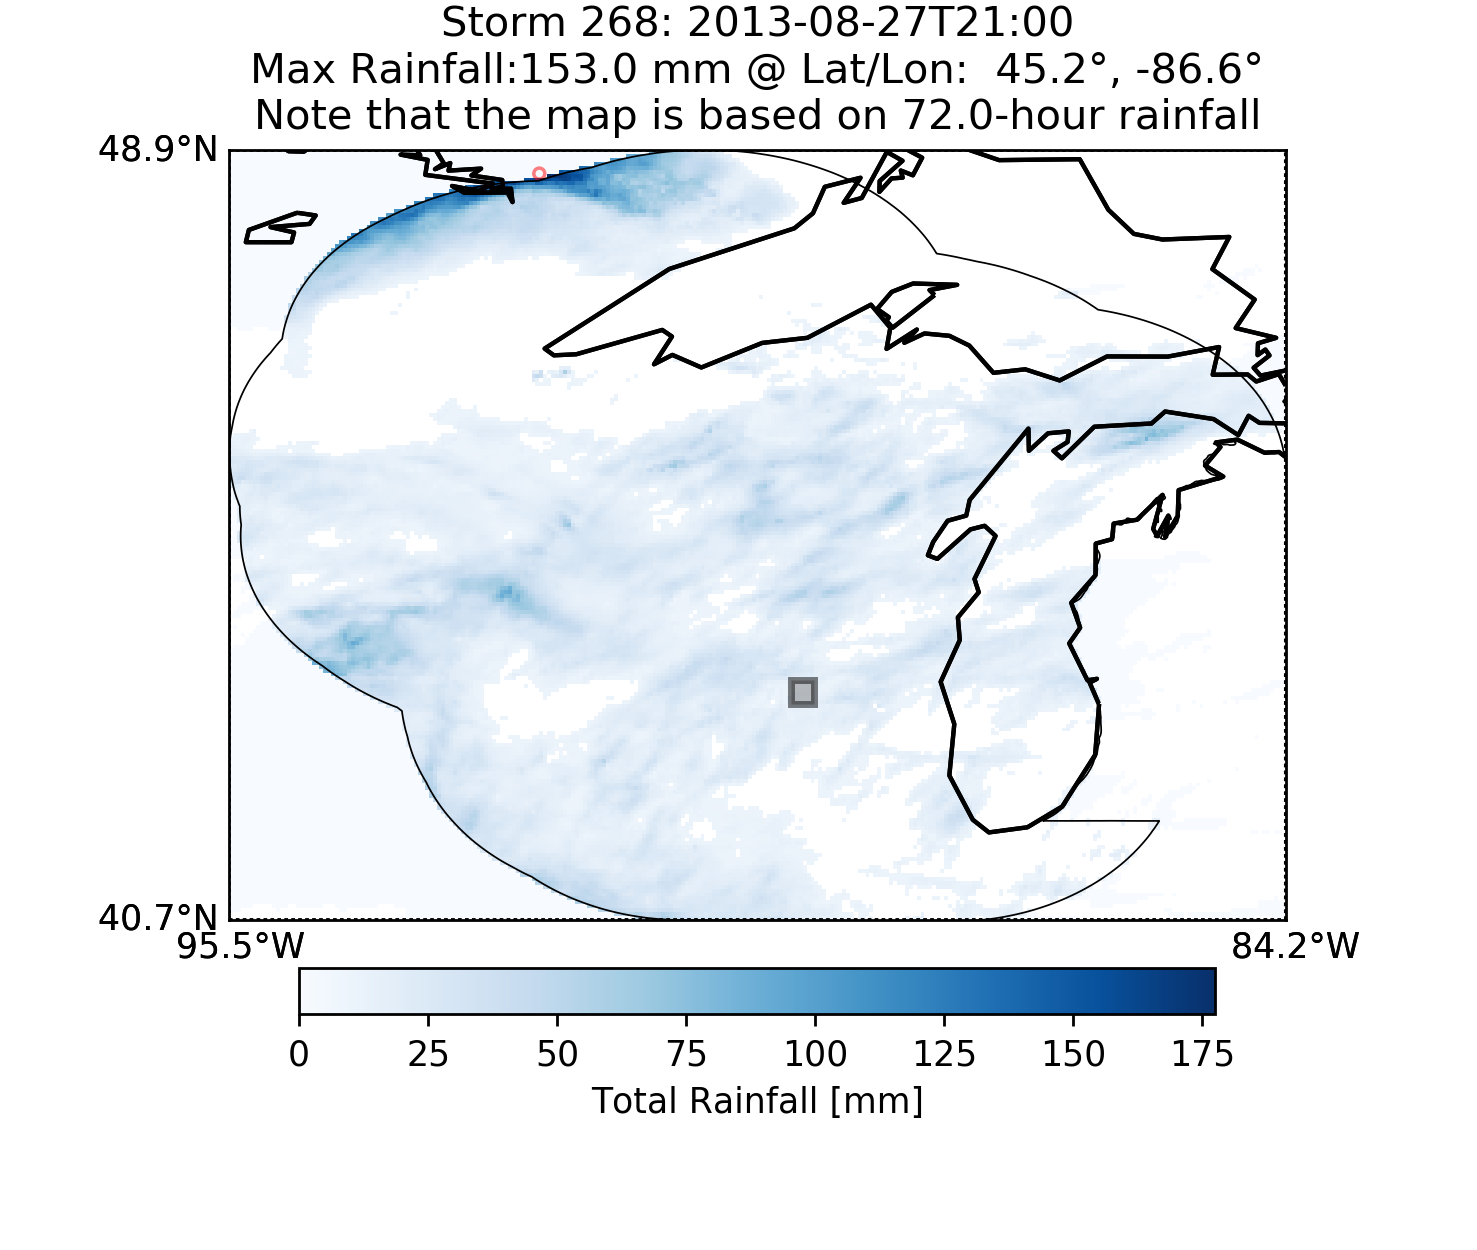 Storm 268: 2013-08-27T21:00
Max Rainfall:153.0 mm @ Lat/Lon:  45.2°, -86.6°
Note that the map is based on 72.0-hour rainfall
48.9°N
40.7°N
95.5°W 84.2°W
0 25 50 75 100 125 150 175
Total Rainfall [mm]